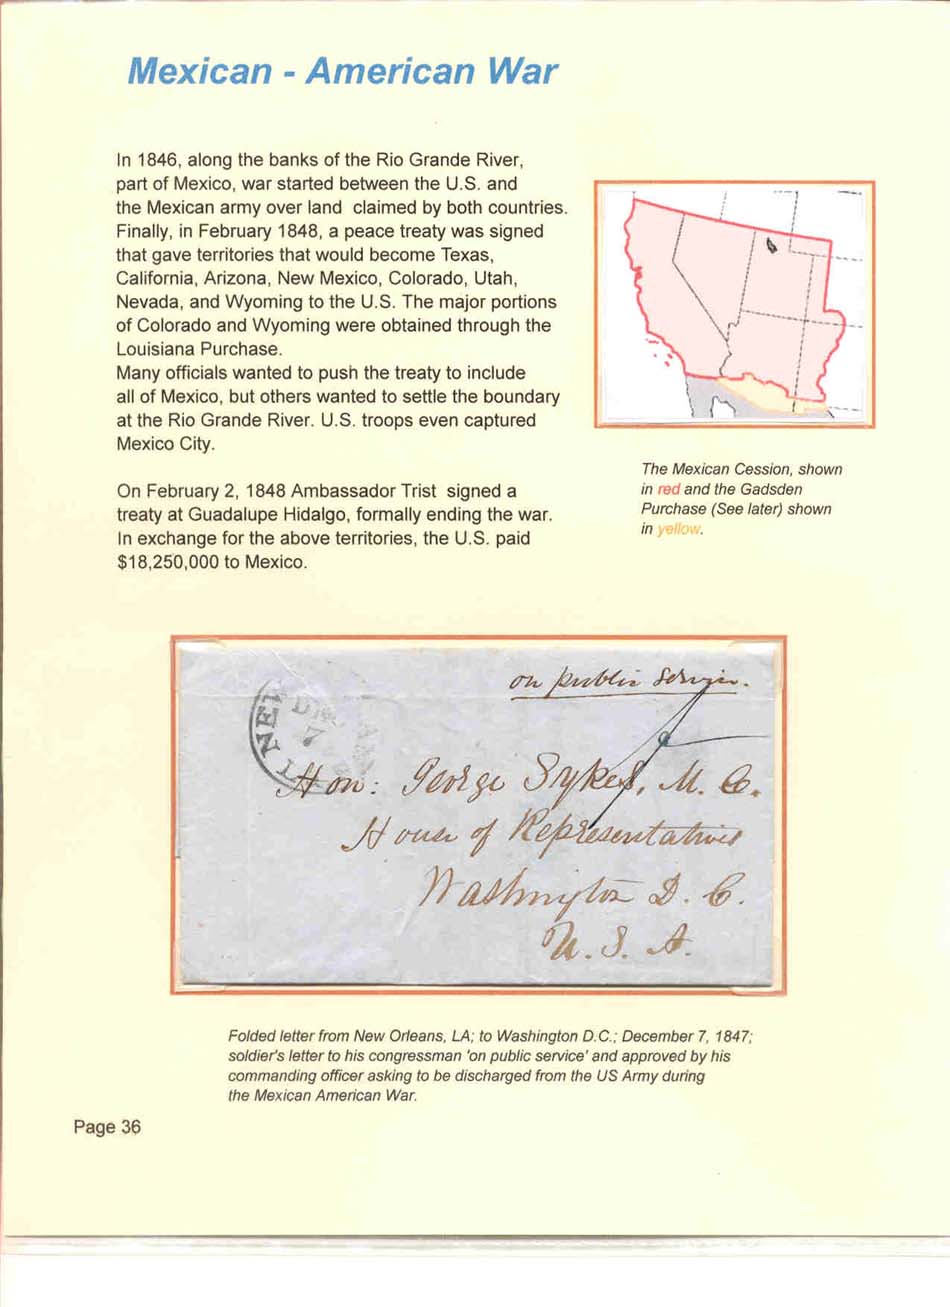 Mexican - American War
In 1846, along the banks of the Rio Grande River,
part of Mexico, war started between the U.S. and
the Mexican army over land claimed by both countries.
Finally, in February 1848, a peace treaty was signed
that gave territories that would become Texas,
California, Arizona, New Mexico, Colorado, Utah,
Nevada, and Wyoming to the U.S. The major portions
of Colorado and Wyoming were obtained through the
Louisiana Purchase.
Many officials wanted to push the treaty to include
all of Mexico, but others wanted to settle the boundary
at the Rio Grande River. U.S. troops even captured
Mexico City.
On February 2, 1848 Ambassador Trist signed a
treaty at Guadalupe Hidalgo, formally ending the war.
In exchange for the above territories, the U.S. paid
$18,250,000 to Mexico.
The Mexican Cession, shown
in red and the Gadsden
Purchase (See later) shown
in yellow.
on public service.
7
Hon: George Sykes, M. C.
House of Representatives
Washington D. C.
U. S. A.
Folded letter from New Orleans, LA; to Washington D.C.; December 7, 1847;
soldier's letter to his congressman 'on public service' and approved by his
commanding officer asking to be discharged from the US Army during
the Mexican American War.
Page 36